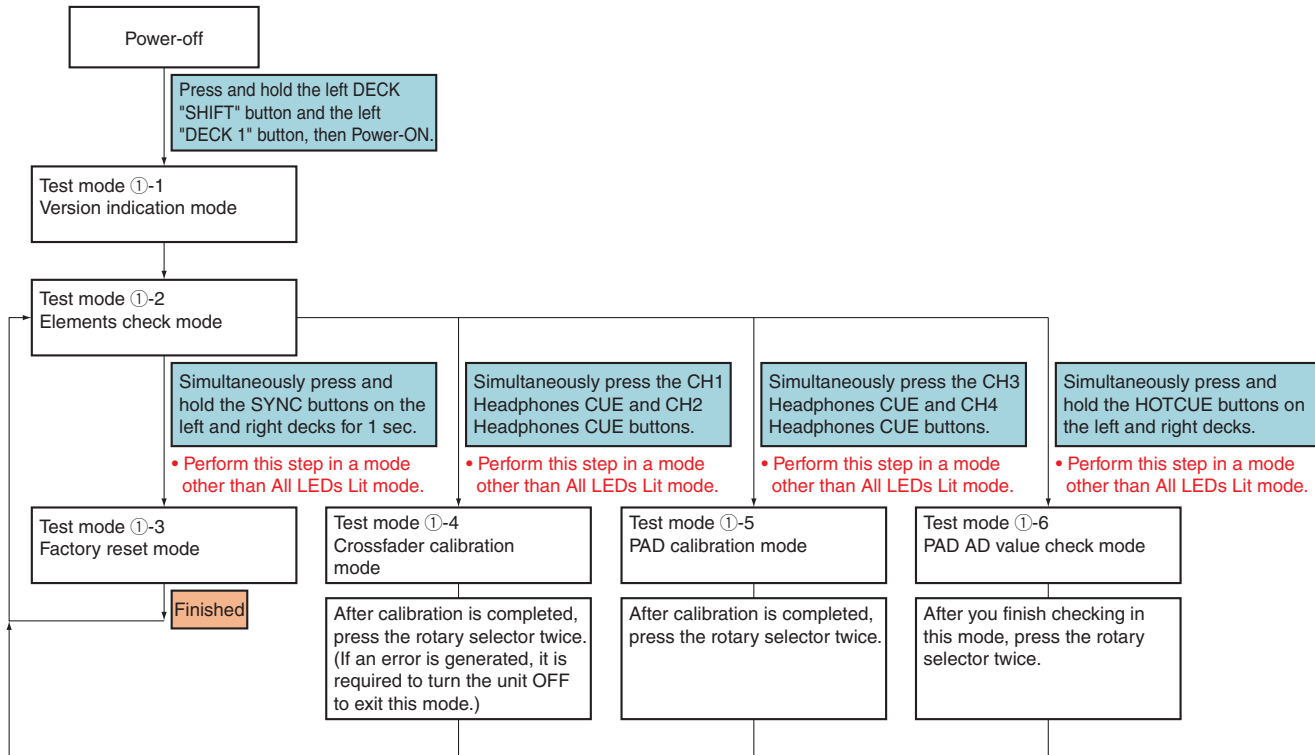 Power-off
Press and hold the left DECK
"SHIFT" button and the left
"DECK 1" button, then Power-ON.
Test mode ①-1
Version indication mode
Test mode ①-2
Elements check mode
Simultaneously press and
hold the SYNC buttons on the
left and right decks for 1 sec.
• Perform this step in a mode
other than All LEDs Lit mode.
Simultaneously press the CH1
Headphones CUE and CH2
Headphones CUE buttons.
• Perform this step in a mode
other than All LEDs Lit mode.
Simultaneously press the CH3
Headphones CUE and CH4
Headphones CUE buttons.
• Perform this step in a mode
other than All LEDs Lit mode.
Simultaneously press and
hold the HOTCUE buttons on
the left and right decks.
• Perform this step in a mode
other than All LEDs Lit mode.
Test mode ①-3
Factory reset mode
Finished
Test mode ①-4
Crossfader calibration
mode
After calibration is completed,
press the rotary selector twice.
(If an error is generated, it is
required to turn the unit OFF
to exit this mode.)
Test mode ①-5
PAD calibration mode
After calibration is completed,
press the rotary selector twice.
Test mode ①-6
PAD AD value check mode
After you finish checking in
this mode, press the rotary
selector twice.